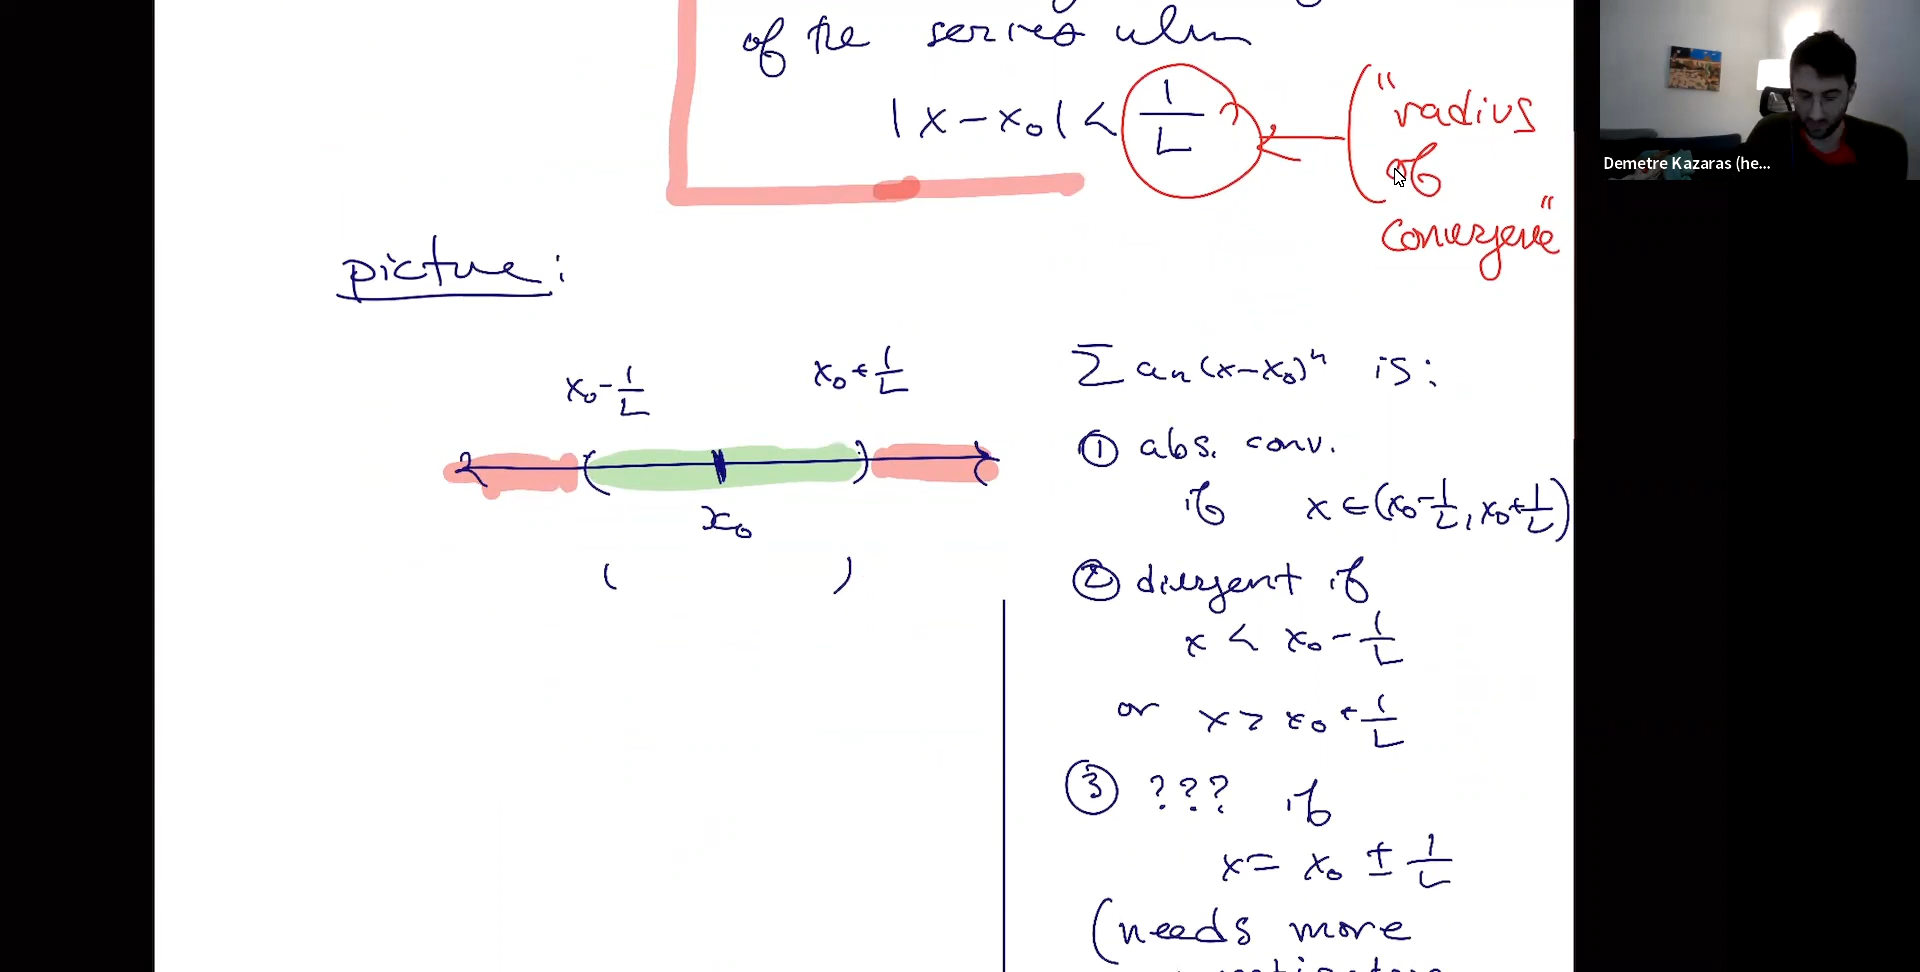 of the series when
|x - x₀| < 1/L
"radius
of
convergence"
picture:
x₀ - 1/L
x₀ + 1/L
( )
x₀
( )
Σ aₙ(x-x₀)ⁿ is:
① abs. conv.
if x ∈ (x₀-1/L, x₀+1/L)
② divergent if
x < x₀ - 1/L
or x > x₀ + 1/L
③ ??? if
x = x₀ ± 1/L
(needs more
Demetre Kazaras (he...